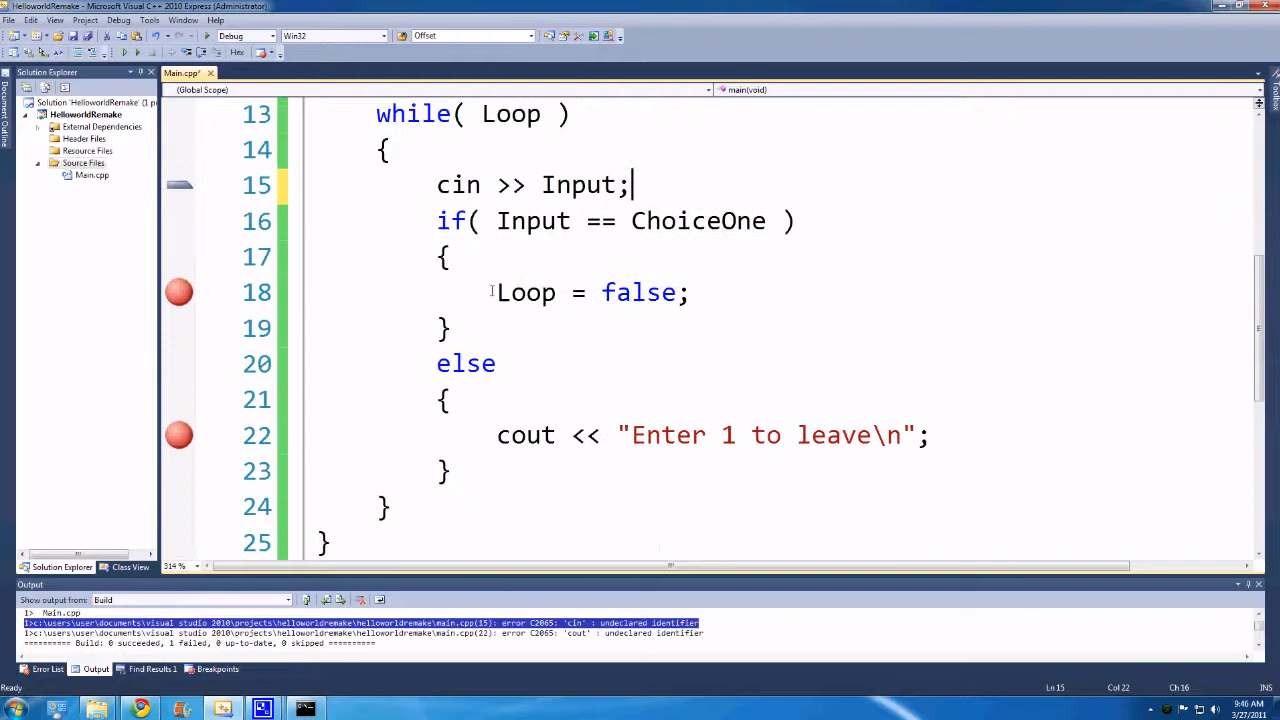 HelloworldRemake - Microsoft Visual C++ 2010 Express (Administrator)
File Edit View Project Debug Tools Window Help
Debug Win32 Offset
Hex
Solution Explorer Main.cpp*
Document Outline
Toolbox
(Global Scope) main(void)
Solution 'HelloworldRemake' (1 p
HelloworldRemake
External Dependencies
Header Files
Resource Files
Source Files
Main.cpp
13 while( Loop )
14 {
15 cin >> Input;
16 if( Input == ChoiceOne )
17 {
18 Loop = false;
19 }
20 else
21 {
22 cout << "Enter 1 to leave\n";
23 }
24 }
25 }
Solution Explorer Class View 314 %
Output
Show output from: Build
1> Main.cpp
1>c:\users\user\documents\visual studio 2010\projects\helloworldremake\helloworldremake\main.cpp(15): error C2065: 'cin' : undeclared identifier
1>c:\users\user\documents\visual studio 2010\projects\helloworldremake\helloworldremake\main.cpp(22): error C2065: 'cout' : undeclared identifier
========== Build: 0 succeeded, 1 failed, 0 up-to-date, 0 skipped ==========
Error List Output Find Results 1 Breakpoints
Ready Ln 15 Col 22 Ch 16 INS
9:46 AM
3/27/2011